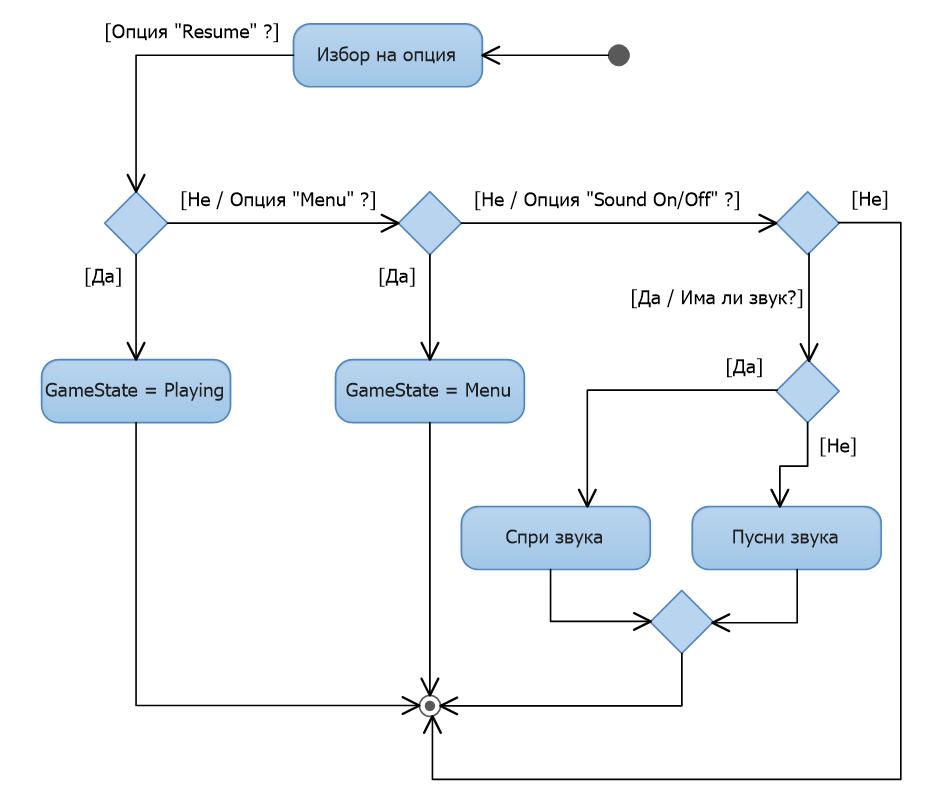 [Опция "Resume" ?]
Избор на опция
[Не / Опция "Menu" ?]
[Не / Опция "Sound On/Off" ?]
[Не]
[Да]
[Да]
[Да / Има ли звук?]
[Да]
GameState = Playing
GameState = Menu
[Не]
Спри звука
Пусни звука